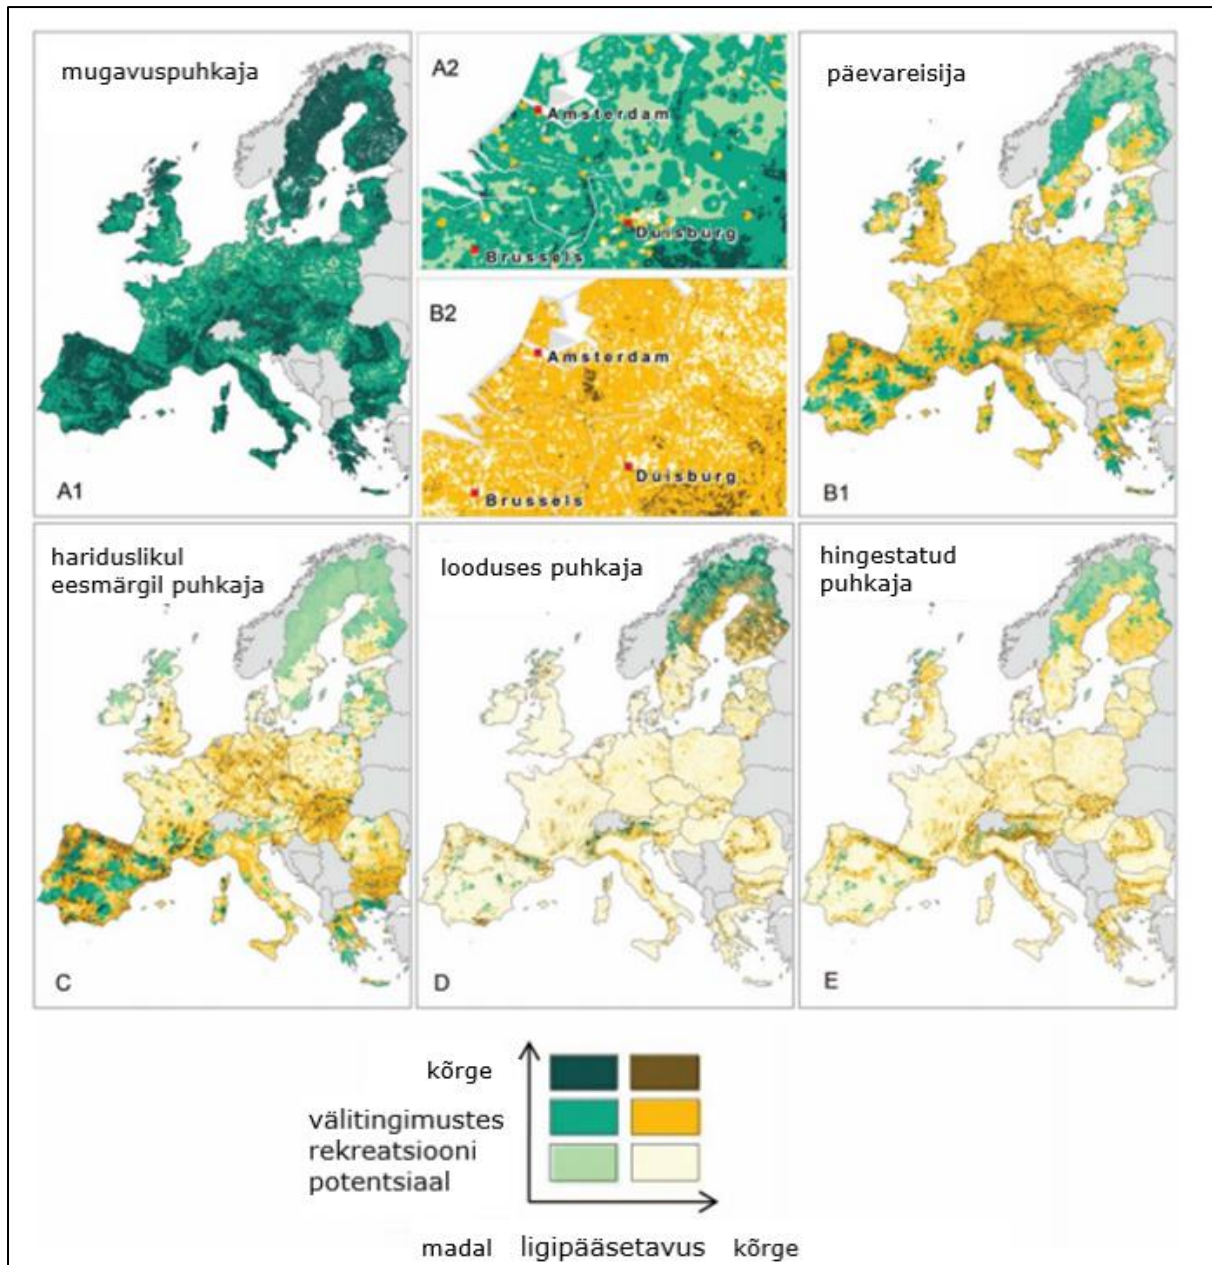 mugavuspuhkaja
A1
A2
Amsterdam
Duisburg
Brussels
B2
Amsterdam
Duisburg
Brussels
päevareisija
B1
hariduslikul
eesmärgil puhkaja
C
looduses puhkaja
D
hingestatud
puhkaja
E
kõrge
välitingimustes
rekreatsiooni
potentsiaal
madal ligipääsetavus kõrge